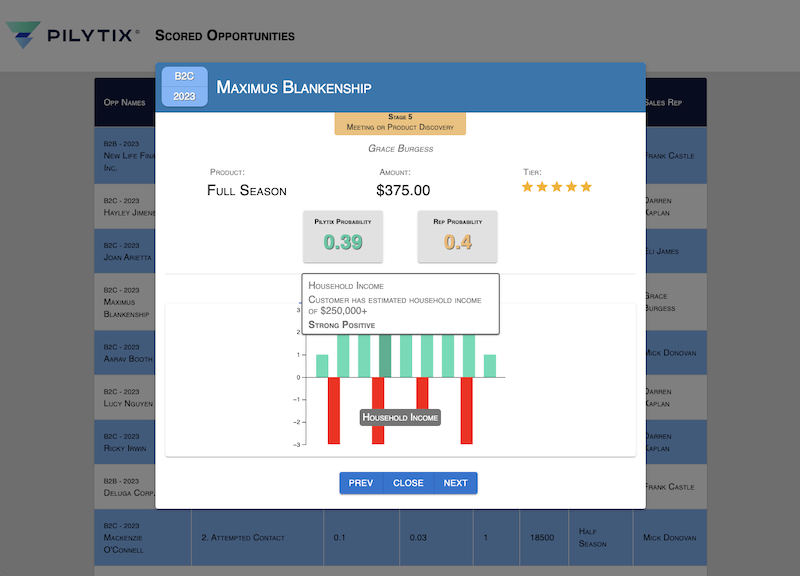 PILYTIX®
Scored Opportunities
Opp Names
Sales Rep
B2C
2023
Maximus Blankenship
Stage 5
Meeting or Product Discovery
Grace Burgess
Product:
Amount:
Tier:
Full Season
$375.00
Pilytix Probability
0.39
Rep Probability
0.4
Household Income
Customer has estimated household income
of $250,000+
Strong Positive
3
2
1
0
-1
-2
-3
Household Income
PREV
CLOSE
NEXT
B2B - 2023
New Life
Inc.
Frank Castle
B2C - 2023
Hayley
Darren
Kaplan
B2C - 2023
Joan Arietta
Eli James
B2C - 2023
Maximus
Blankenship
Grace
Burgess
B2C - 2023
Aarav Booth
Mick Donovan
B2C - 2023
Lucy Nguyen
Darren
Kaplan
B2C - 2023
Ricky Irwin
Darren
Kaplan
B2B - 2023
Deluga Corp.
Frank Castle
B2C - 2023
Mackenzie
O'Connell
2. Attempted Contact
0.1
0.03
1
18500
Half
Season
Mick Donovan